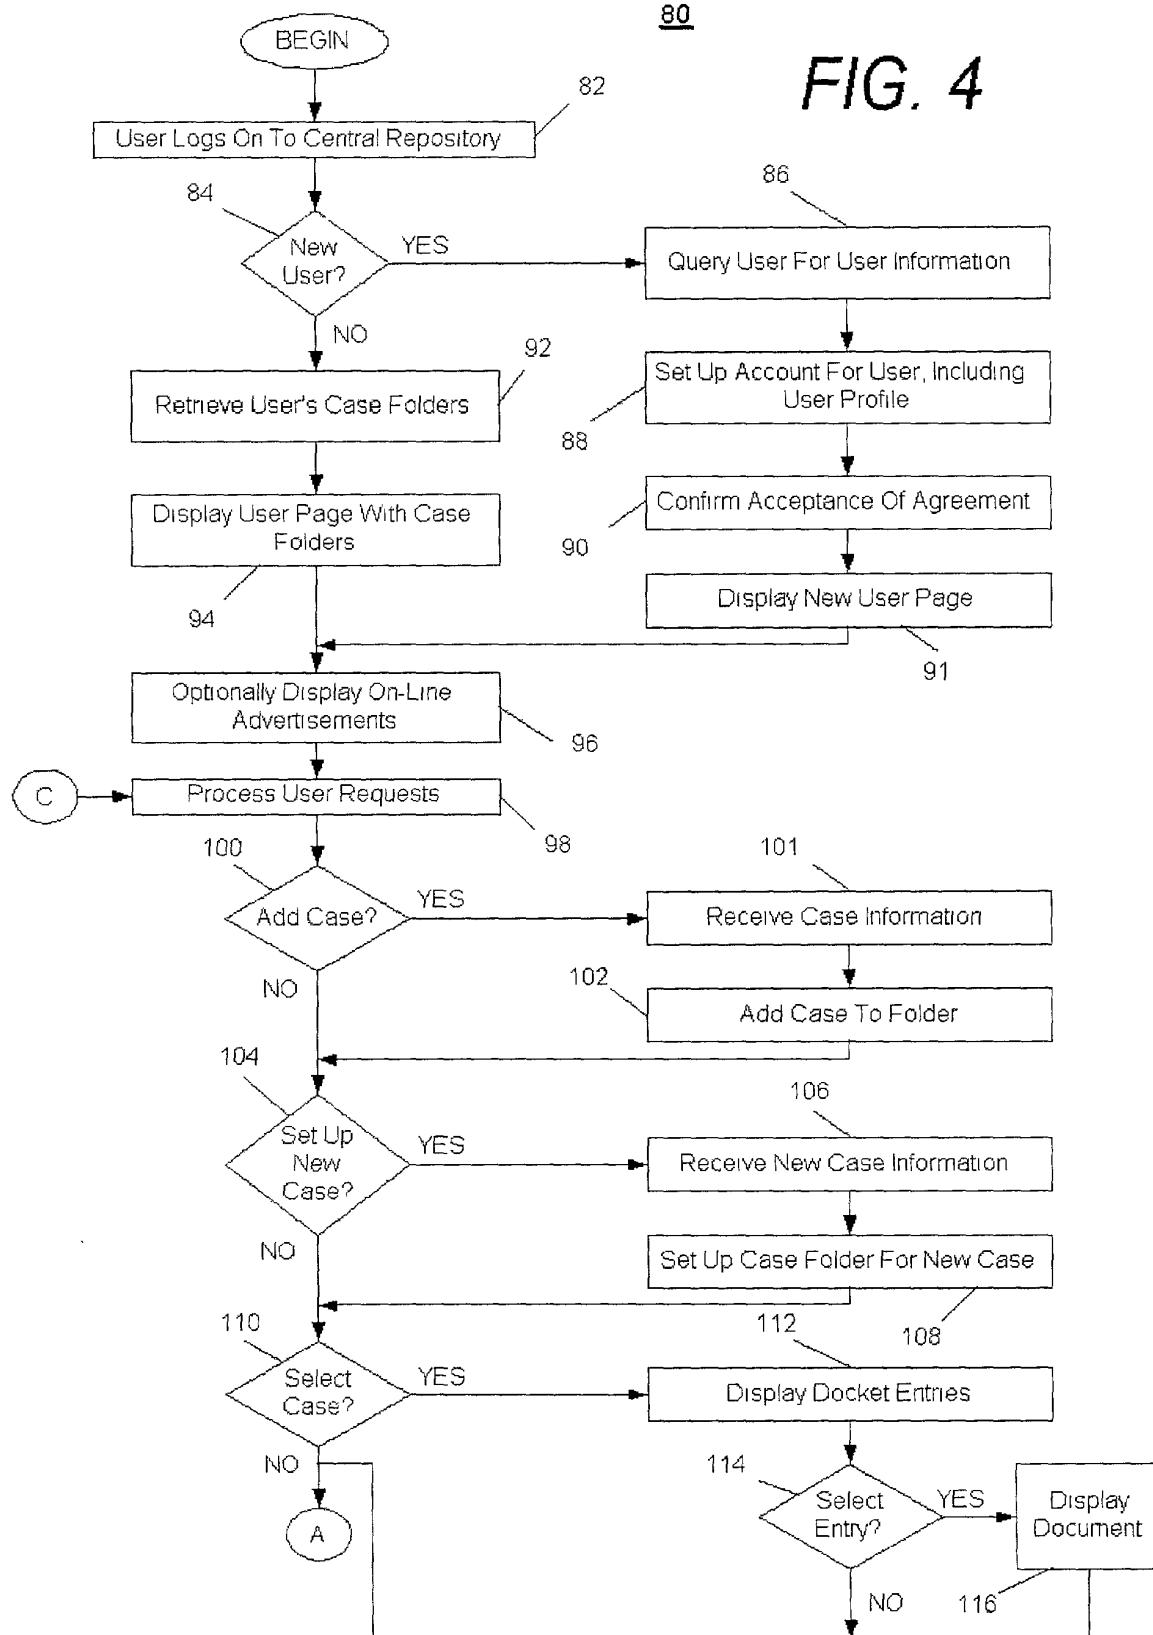 80
FIG. 4
BEGIN
82
User Logs On To Central Repository
84
New
User?
YES
NO
86
Query User For User Information
92
Retrieve User's Case Folders
Set Up Account For User, Including
User Profile
88
Display User Page With Case
Folders
94
Confirm Acceptance Of Agreement
90
Display New User Page
91
Optionally Display On-Line
Advertisements
96
C
Process User Requests
98
100
Add Case?
YES
NO
101
Receive Case Information
102
Add Case To Folder
104
Set Up
New
Case?
YES
NO
106
Receive New Case Information
Set Up Case Folder For New Case
108
110
Select
Case?
YES
NO
112
Display Docket Entries
A
114
Select
Entry?
YES
NO
Display
Document
116